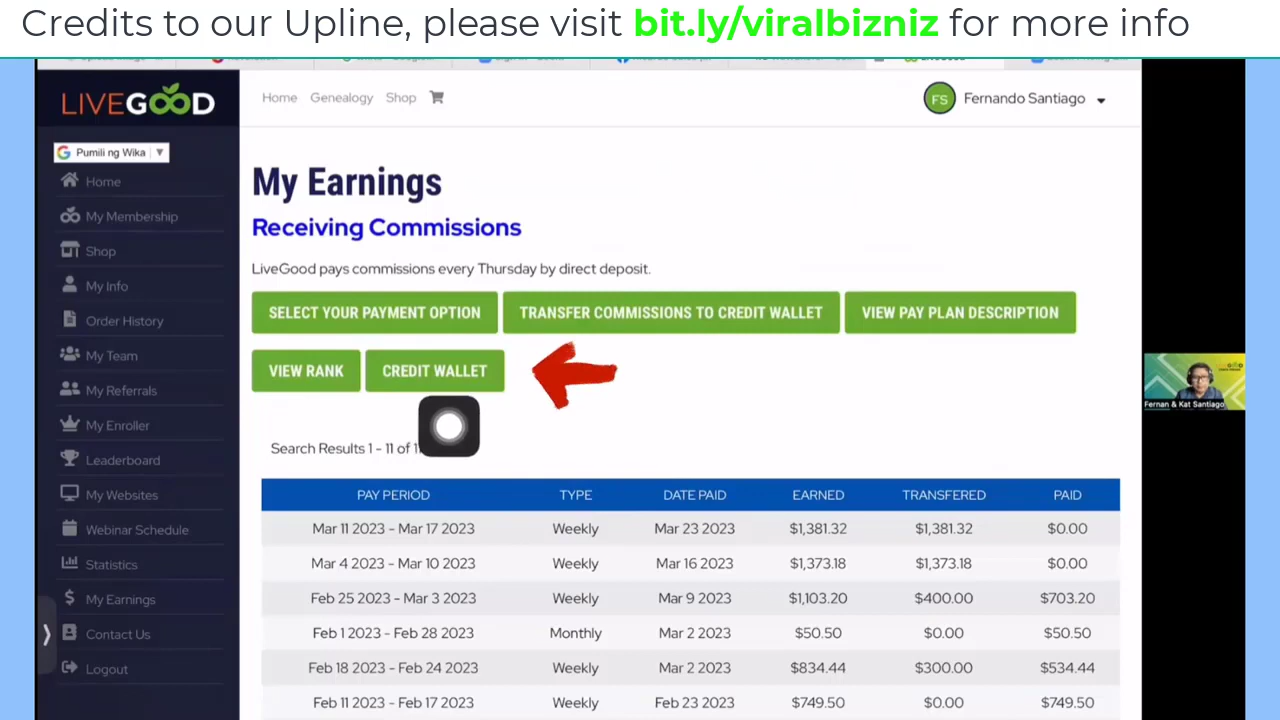 Credits to our Upline, please visit bit.ly/viralbizniz for more info
LIVEGOOD
Home Genealogy Shop
FS Fernando Santiago
Pumili ng Wika
Home
My Membership
Shop
My Info
Order History
My Team
My Referrals
My Enroller
Leaderboard
My Websites
Webinar Schedule
Statistics
My Earnings
Contact Us
Logout
My Earnings
Receiving Commissions
LiveGood pays commissions every Thursday by direct deposit.
SELECT YOUR PAYMENT OPTION TRANSFER COMMISSIONS TO CREDIT WALLET VIEW PAY PLAN DESCRIPTION
VIEW RANK CREDIT WALLET
Search Results 1 - 11 of
PAY PERIOD TYPE DATE PAID EARNED TRANSFERED PAID
Mar 11 2023 - Mar 17 2023 Weekly Mar 23 2023 $1,381.32 $1,381.32 $0.00
Mar 4 2023 - Mar 10 2023 Weekly Mar 16 2023 $1,373.18 $1,373.18 $0.00
Feb 25 2023 - Mar 3 2023 Weekly Mar 9 2023 $1,103.20 $400.00 $703.20
Feb 1 2023 - Feb 28 2023 Monthly Mar 2 2023 $50.50 $0.00 $50.50
Feb 18 2023 - Feb 24 2023 Weekly Mar 2 2023 $834.44 $300.00 $534.44
Feb 11 2023 - Feb 17 2023 Weekly Feb 23 2023 $749.50 $0.00 $749.50
Fernan & Kat Santiago